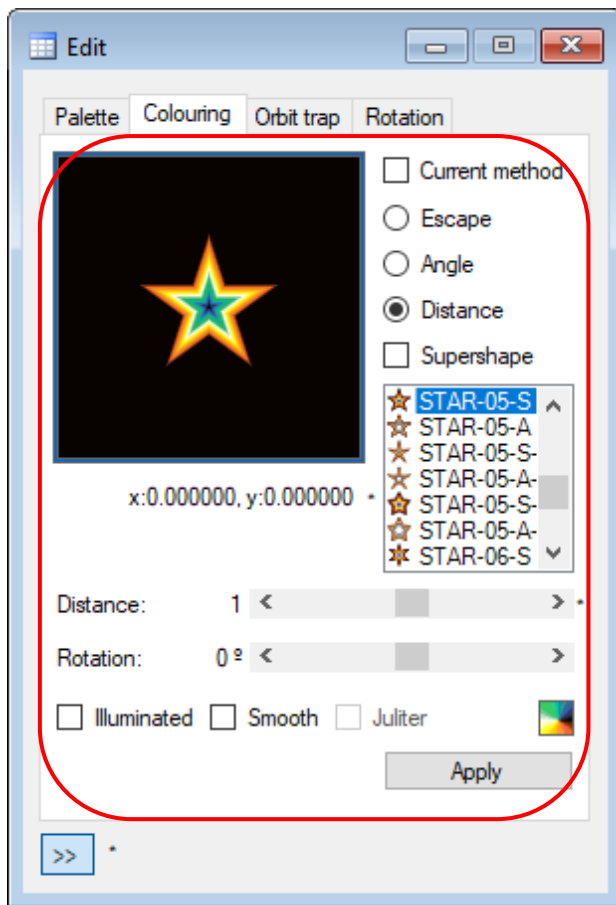 Edit
Palette Colouring Orbit trap Rotation
Current method
Escape
Angle
Distance
Supershape
STAR-05-S
STAR-05-A
STAR-05-S-
STAR-05-A-
STAR-05-S-
STAR-05-A-
STAR-06-S
x:0.000000, y:0.000000 *
Distance: 1 < > *
Rotation: 0 º < >
Illuminated Smooth Juliter
Apply
>> *